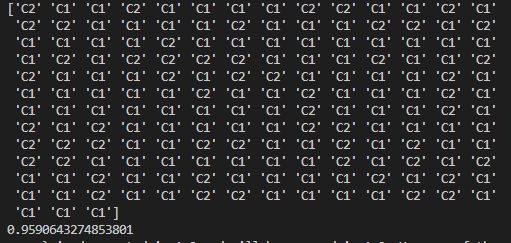 ['C2' 'C1' 'C1' 'C2' 'C1' 'C1' 'C1' 'C1' 'C2' 'C2' 'C1' 'C1' 'C2' 'C1'
'C2' 'C2' 'C1' 'C1' 'C1' 'C1' 'C2' 'C1' 'C1' 'C1' 'C2' 'C2' 'C1' 'C2'
'C1' 'C1' 'C1' 'C1' 'C2' 'C1' 'C1' 'C1' 'C1' 'C1' 'C1' 'C1' 'C1' 'C1'
'C1' 'C2' 'C2' 'C1' 'C2' 'C1' 'C1' 'C2' 'C1' 'C1' 'C1' 'C1' 'C2' 'C1'
'C2' 'C1' 'C1' 'C1' 'C2' 'C1' 'C2' 'C2' 'C1' 'C1' 'C1' 'C1' 'C1' 'C1'
'C1' 'C1' 'C1' 'C2' 'C1' 'C1' 'C1' 'C2' 'C1' 'C1' 'C2' 'C1' 'C2' 'C2'
'C1' 'C1' 'C1' 'C1' 'C1' 'C1' 'C1' 'C1' 'C2' 'C1' 'C1' 'C2' 'C1' 'C1'
'C2' 'C1' 'C2' 'C1' 'C1' 'C1' 'C1' 'C1' 'C2' 'C2' 'C1' 'C1' 'C1' 'C1'
'C2' 'C2' 'C2' 'C1' 'C1' 'C2' 'C2' 'C1' 'C1' 'C1' 'C2' 'C1' 'C1' 'C1'
'C2' 'C2' 'C1' 'C1' 'C1' 'C1' 'C1' 'C1' 'C2' 'C1' 'C1' 'C2' 'C1' 'C2'
'C1' 'C1' 'C2' 'C1' 'C1' 'C1' 'C1' 'C1' 'C1' 'C1' 'C1' 'C1' 'C1' 'C1'
'C1' 'C1' 'C2' 'C1' 'C1' 'C2' 'C2' 'C1' 'C2' 'C1' 'C1' 'C1' 'C1' 'C1'
'C1' 'C1' 'C1']
0.9590643274853801